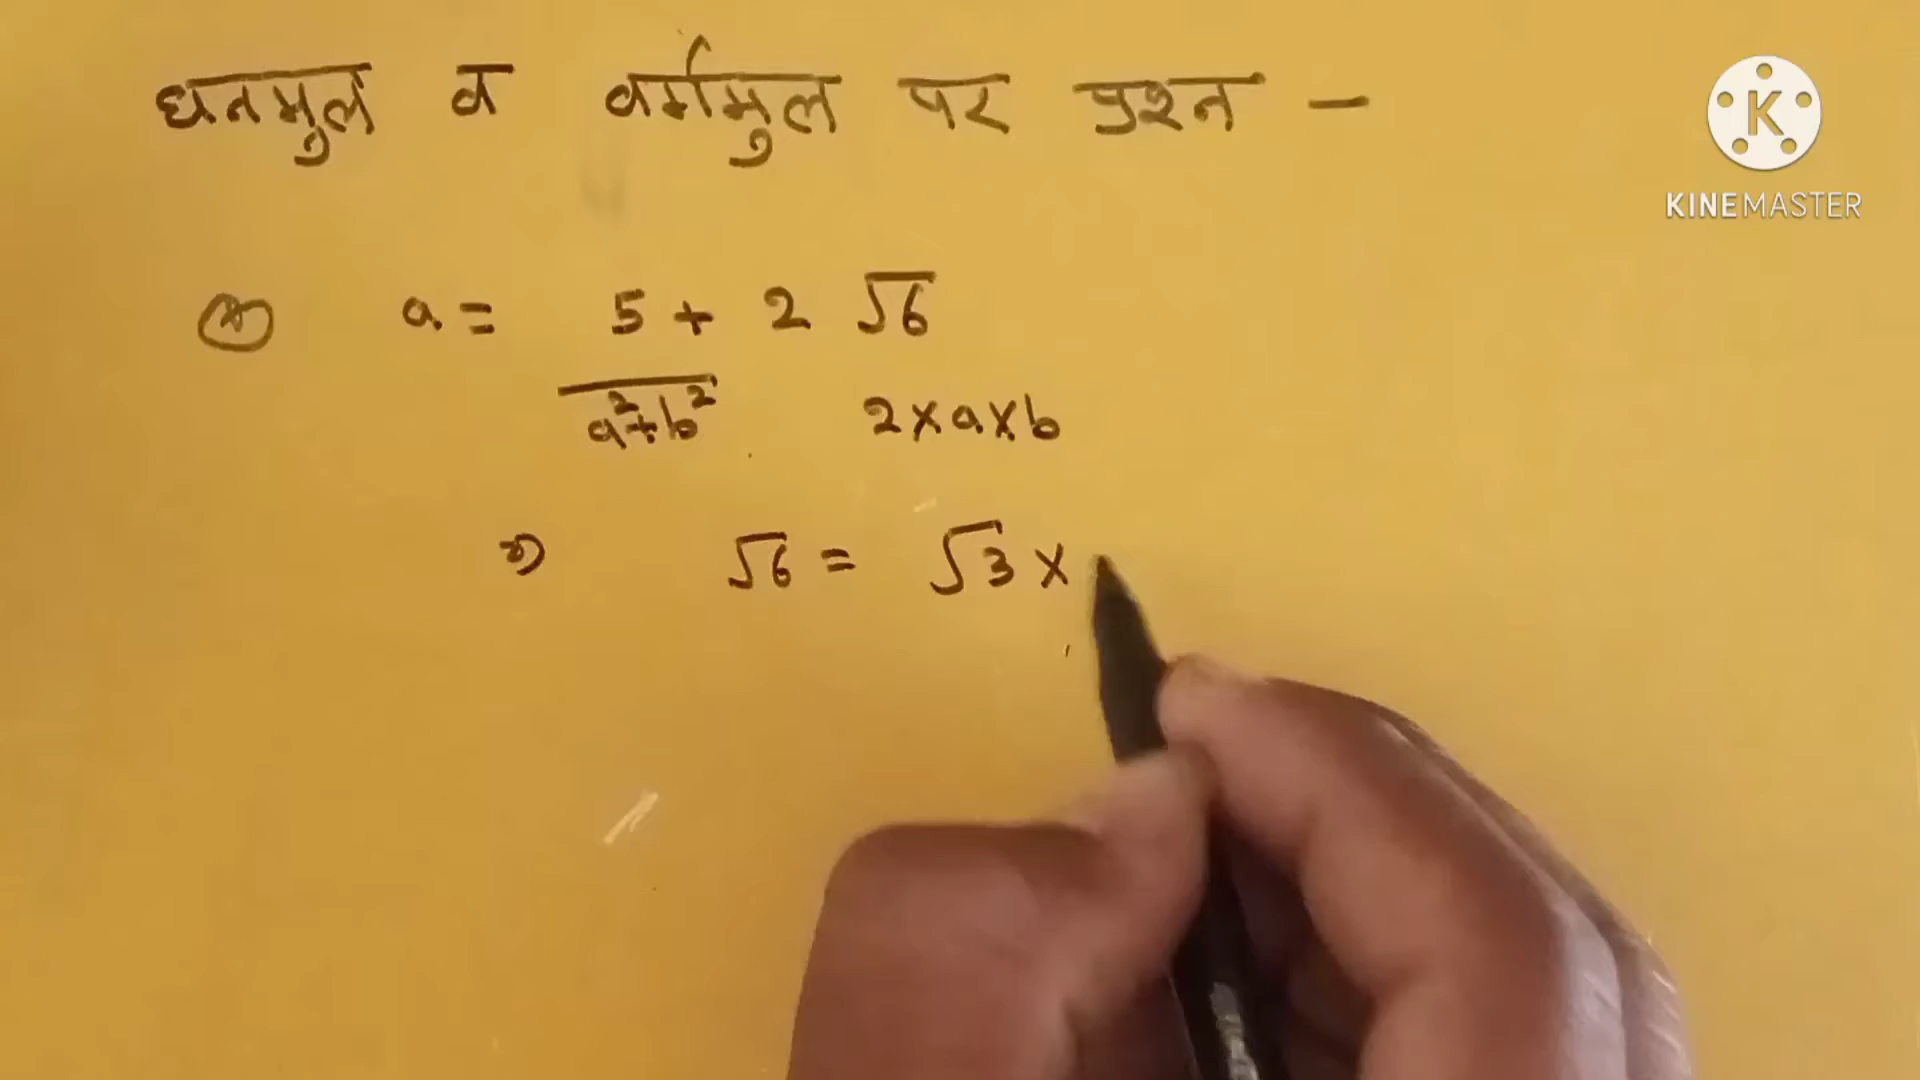 घनमुल व वर्गमुल पर प्रश्न –
K
KINEMASTER
a = 5 + 2 √6
a²+b² 2×a×b
⇒ √6 = √3 ×